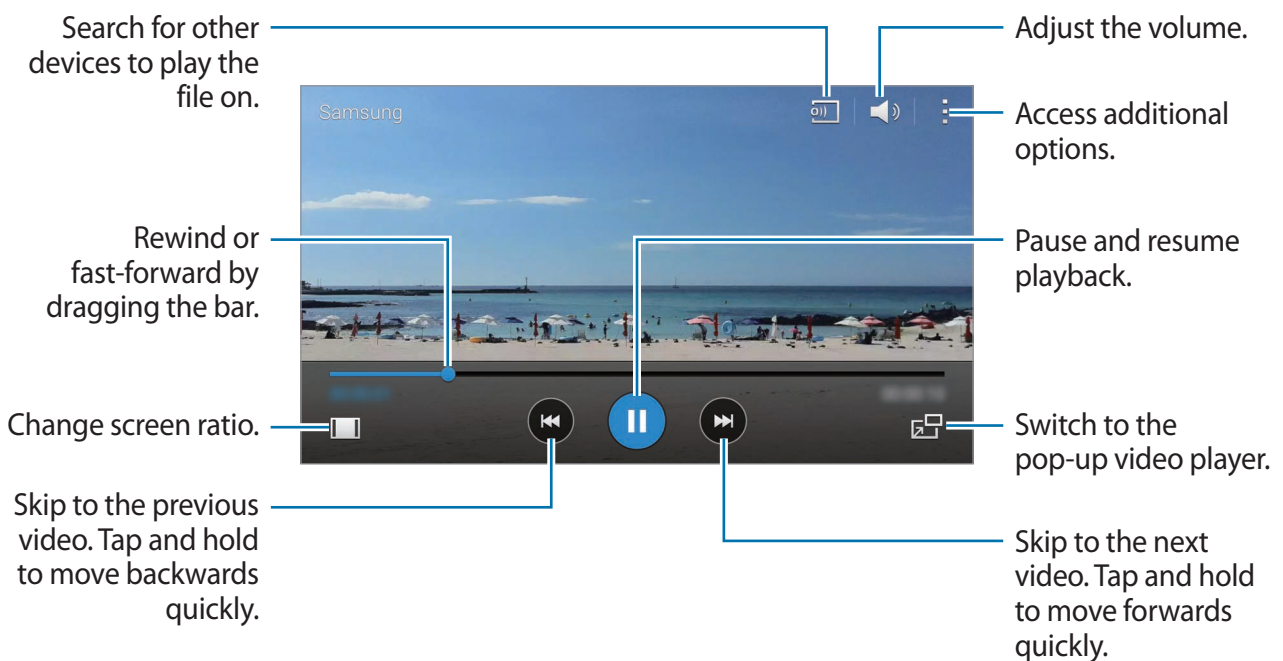 Search for other
devices to play the
file on.
Adjust the volume.
Samsung
Access additional
options.
Rewind or
fast-forward by
dragging the bar.
Pause and resume
playback.
Change screen ratio.
Switch to the
pop-up video player.
Skip to the previous
video. Tap and hold
to move backwards
quickly.
Skip to the next
video. Tap and hold
to move forwards
quickly.